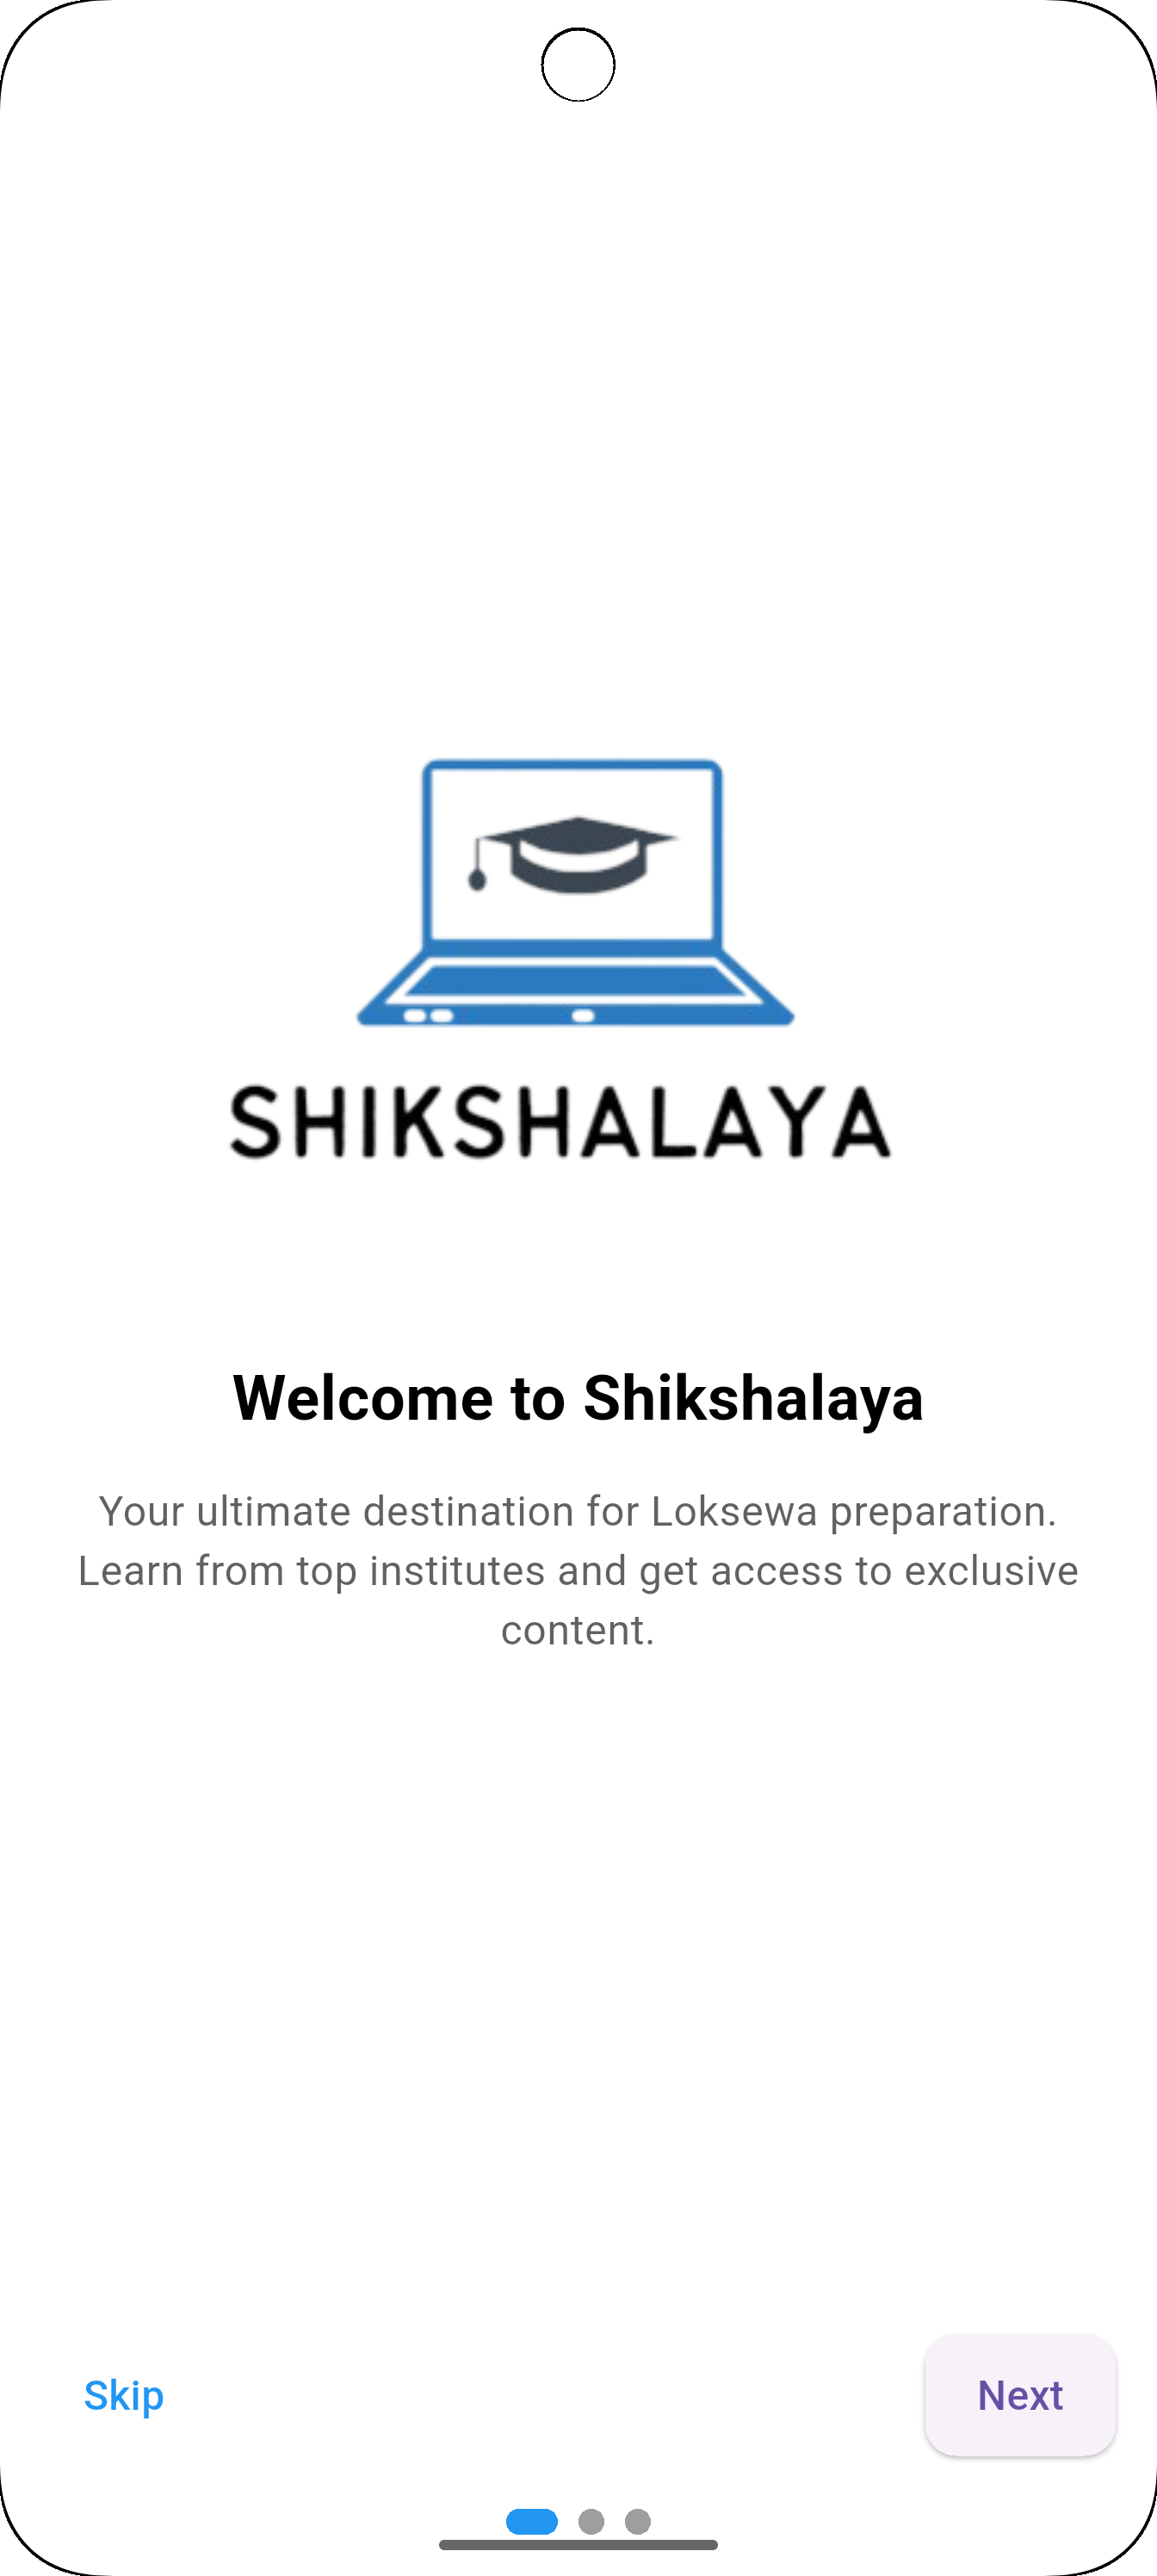 SHIKSHALAYA
Welcome to Shikshalaya
Your ultimate destination for Loksewa preparation.
Learn from top institutes and get access to exclusive
content.
Skip
Next